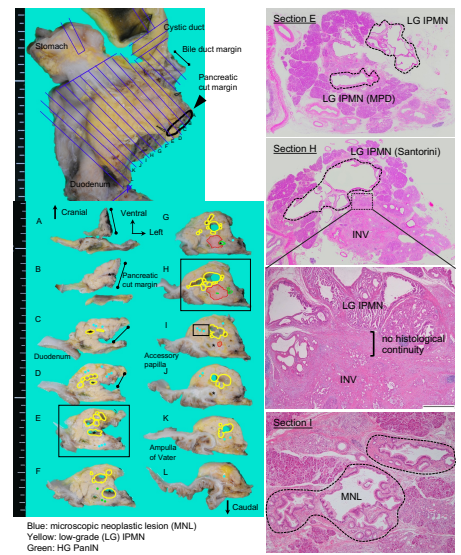 Cystic duct
Stomach
Bile duct margin
Pancreatic
cut margin
Duodenum
A
Cranial
Ventral
Left
G
B
Pancreatic
cut margin
H
C
Duodenum
I
Accessory
papilla
D
J
E
K
Ampulla
of Vater
F
L
Caudal
Blue: microscopic neoplastic lesion (MNL)
Yellow: low-grade (LG) IPMN
Green: HG PanIN
Section E
LG IPMN
LG IPMN (MPD)
Section H
LG IPMN (Santorini)
INV
LG IPMN
no histological
continuity
INV
Section I
MNL